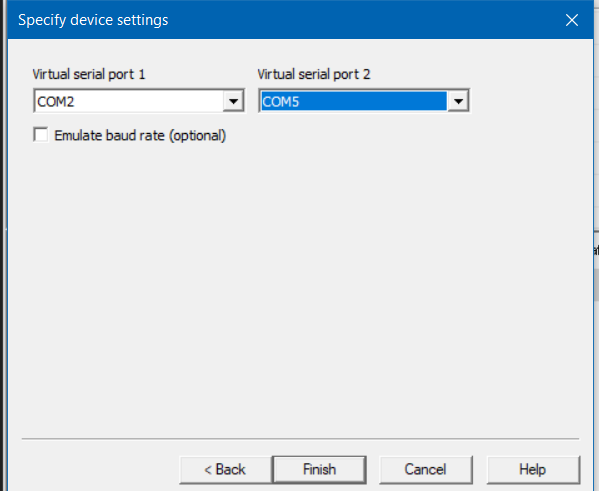 Specify device settings
Virtual serial port 1 Virtual serial port 2
COM2 COM5
Emulate baud rate (optional)
< Back Finish Cancel Help